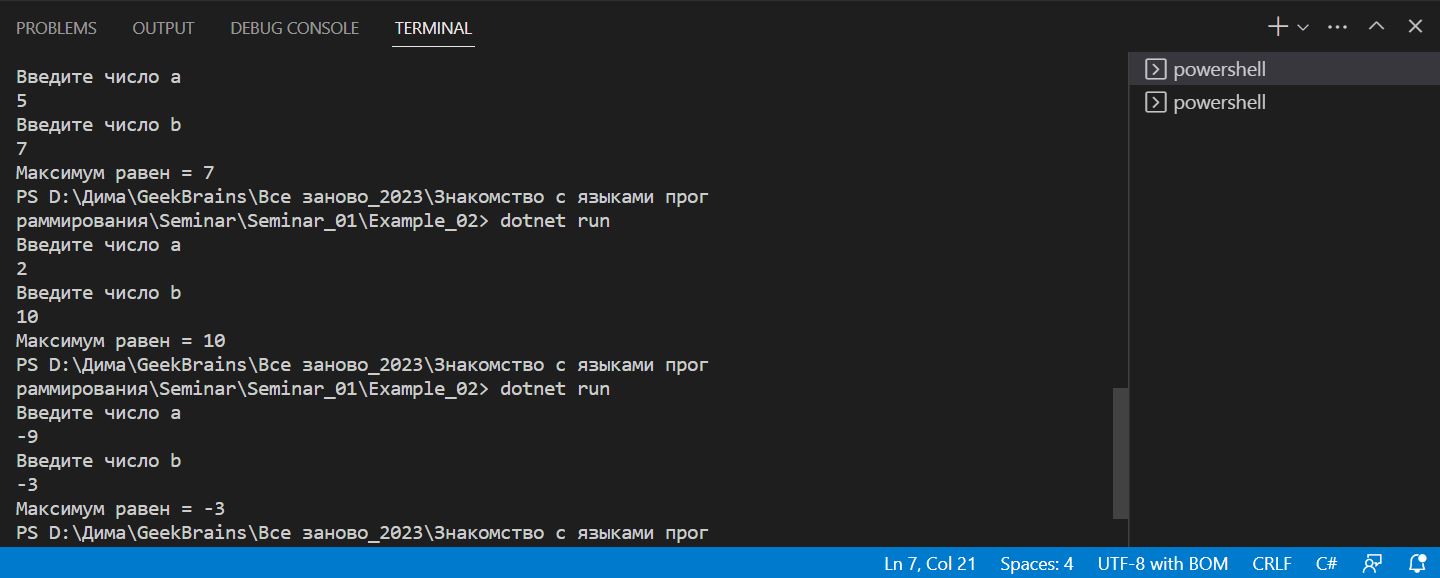 PROBLEMS OUTPUT DEBUG CONSOLE TERMINAL
Введите число a
5
Введите число b
7
Максимум равен = 7
PS D:\Дима\GeekBrains\Все заново_2023\Знакомство с языками прог
раммирования\Seminar\Seminar_01\Example_02> dotnet run
Введите число a
2
Введите число b
10
Максимум равен = 10
PS D:\Дима\GeekBrains\Все заново_2023\Знакомство с языками прог
раммирования\Seminar\Seminar_01\Example_02> dotnet run
Введите число a
-9
Введите число b
-3
Максимум равен = -3
PS D:\Дима\GeekBrains\Все заново_2023\Знакомство с языками прог
powershell
powershell
Ln 7, Col 21 Spaces: 4 UTF-8 with BOM CRLF C#